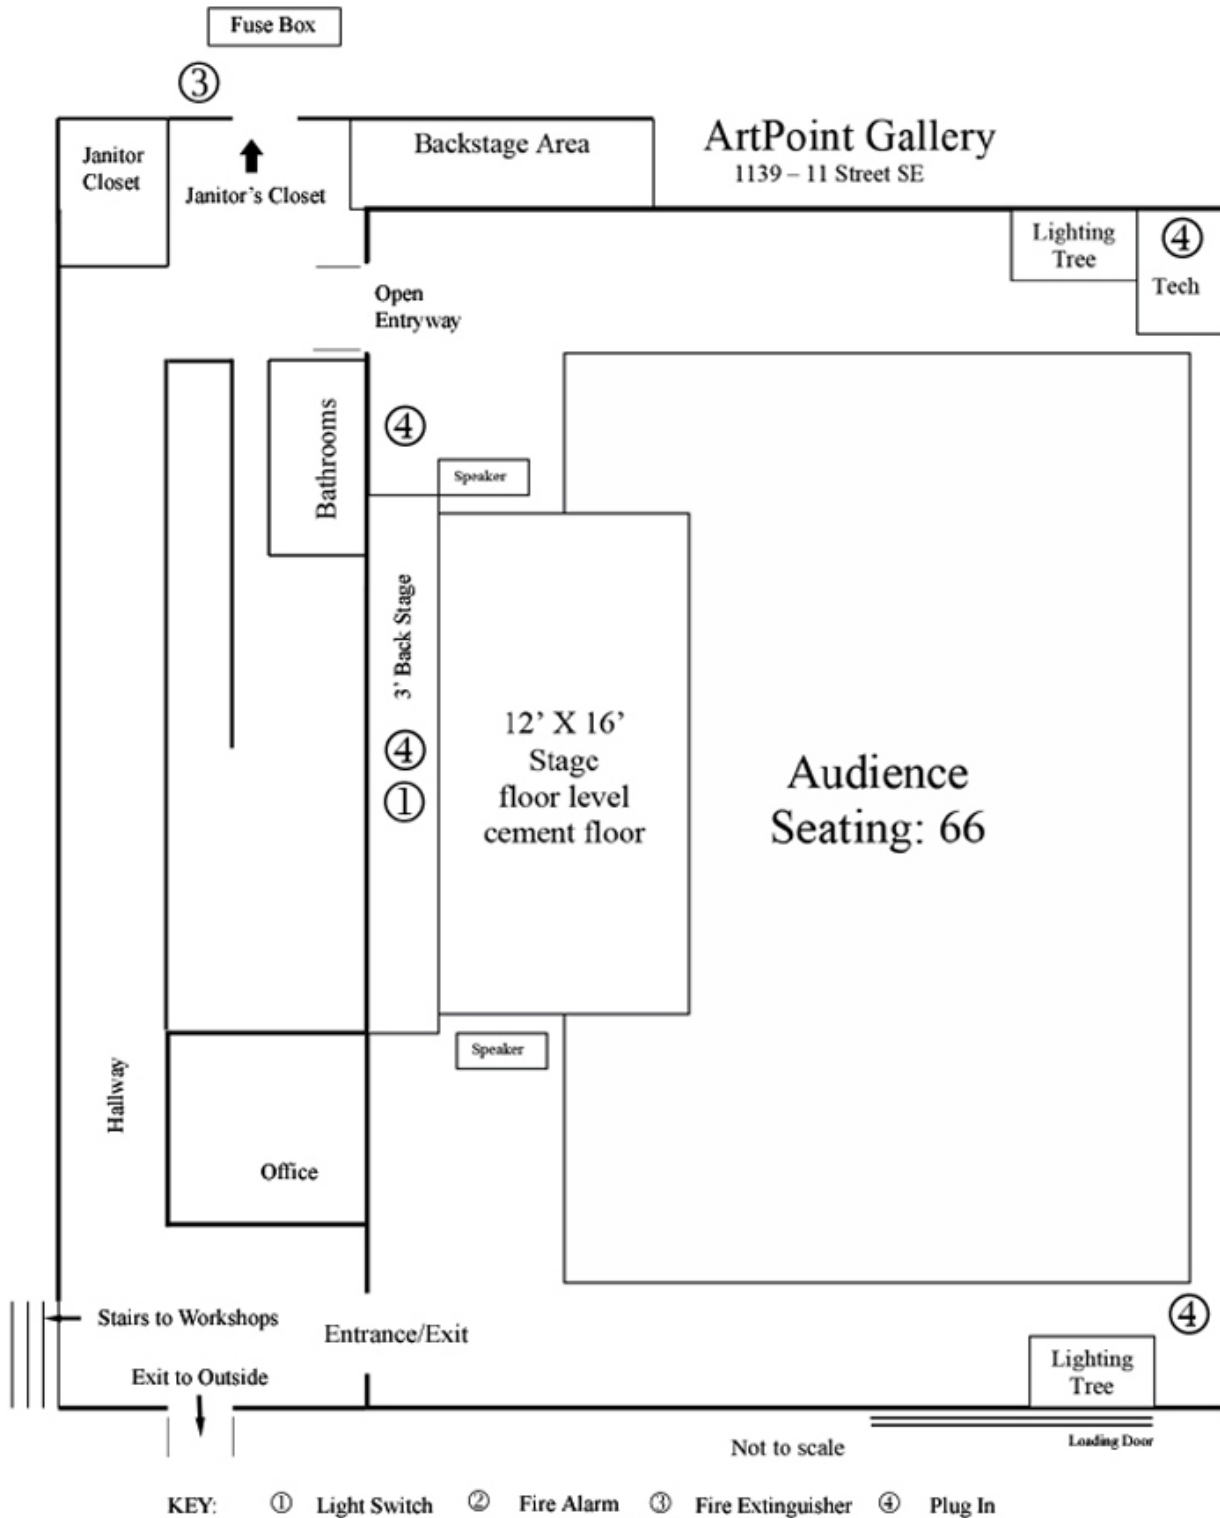 Fuse Box
③
Janitor
Closet
Janitor's Closet
Backstage Area
ArtPoint Gallery
1139 – 11 Street SE
Lighting
Tree
④
Tech
Open
Entryway
Bathrooms
④
Speaker
3' Back Stage
④
①
12' X 16'
Stage
floor level
cement floor
Audience
Seating: 66
Speaker
Hallway
Office
Stairs to Workshops
Entrance/Exit
Exit to Outside
④
Lighting
Tree
Loading Door
Not to scale
KEY: ① Light Switch ② Fire Alarm ③ Fire Extinguisher ④ Plug In